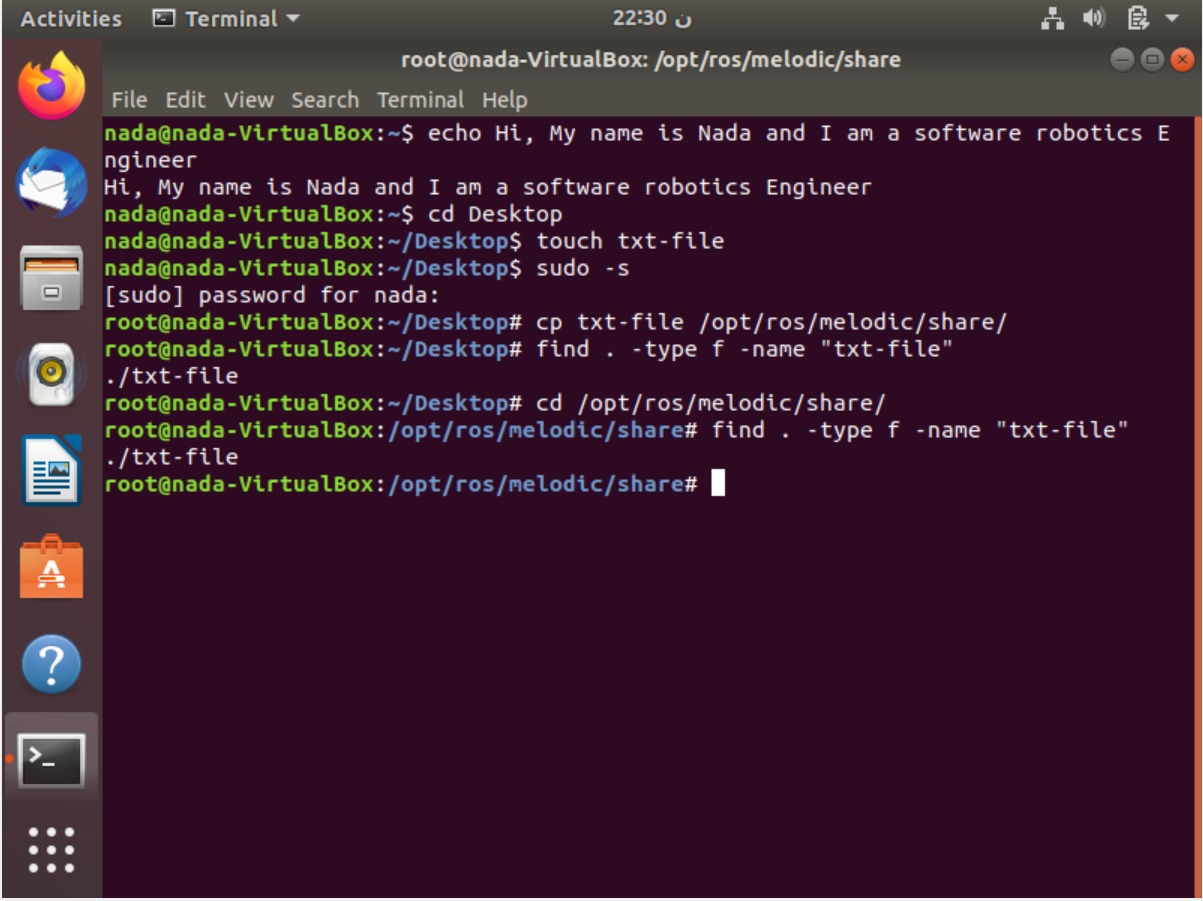 Activities Terminal 22:30 ن
root@nada-VirtualBox: /opt/ros/melodic/share
File Edit View Search Terminal Help
nada@nada-VirtualBox:~$ echo Hi, My name is Nada and I am a software robotics E
ngineer
Hi, My name is Nada and I am a software robotics Engineer
nada@nada-VirtualBox:~$ cd Desktop
nada@nada-VirtualBox:~/Desktop$ touch txt-file
nada@nada-VirtualBox:~/Desktop$ sudo -s
[sudo] password for nada:
root@nada-VirtualBox:~/Desktop# cp txt-file /opt/ros/melodic/share/
root@nada-VirtualBox:~/Desktop# find . -type f -name "txt-file"
./txt-file
root@nada-VirtualBox:~/Desktop# cd /opt/ros/melodic/share/
root@nada-VirtualBox:/opt/ros/melodic/share# find . -type f -name "txt-file"
./txt-file
root@nada-VirtualBox:/opt/ros/melodic/share#